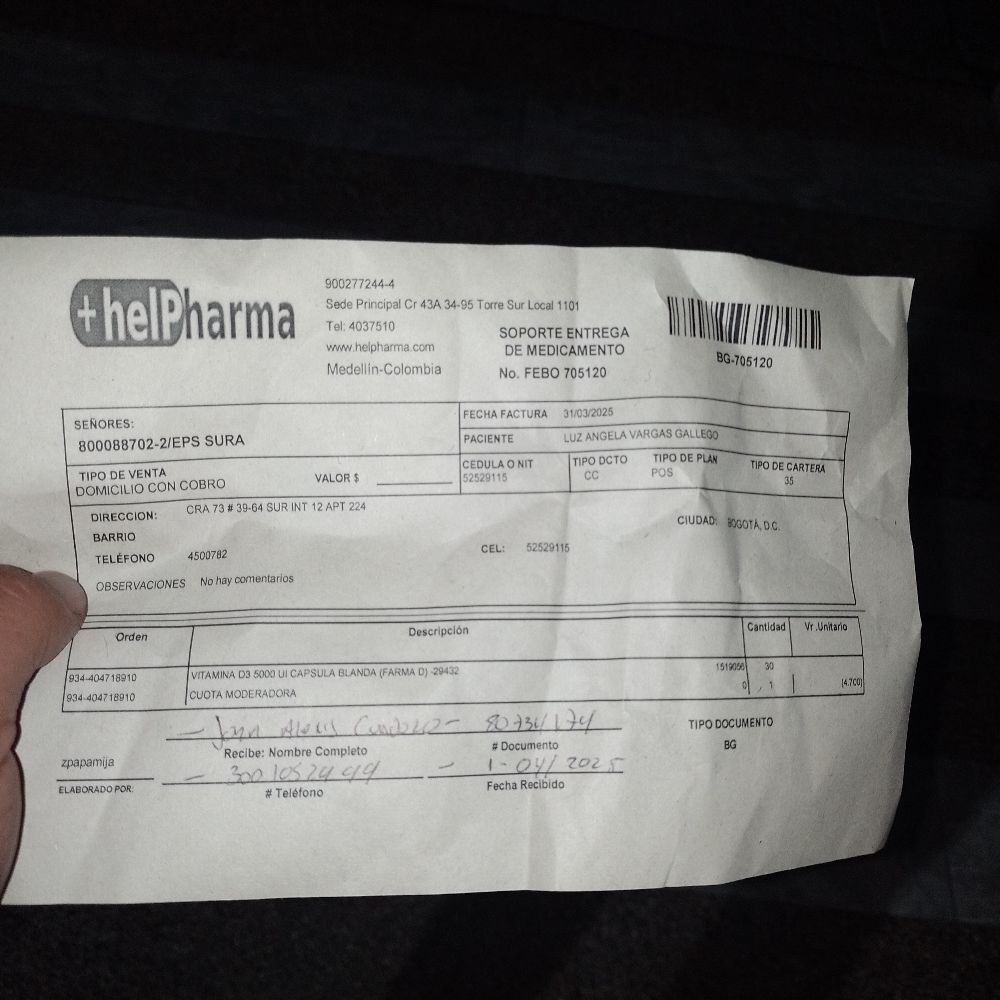 +helPharma
900277244-4
Sede Principal Cr 43A 34-95 Torre Sur Local 1101
Tel: 4037510
www.helpharma.com
Medellín-Colombia
SOPORTE ENTREGA
DE MEDICAMENTO
No. FEBO 705120
BG-705120
SEÑORES:
800088702-2/EPS SURA
FECHA FACTURA 31/03/2025
PACIENTE LUZ ANGELA VARGAS GALLEGO
TIPO DE VENTA
DOMICILIO CON COBRO
VALOR $
CEDULA O NIT
52529115
TIPO DCTO
CC
TIPO DE PLAN
POS
TIPO DE CARTERA
35
DIRECCION: CRA 73 # 39-64 SUR INT 12 APT 224
CIUDAD: BOGOTÁ, D.C.
BARRIO
TELÉFONO 4500782
CEL: 52529115
OBSERVACIONES No hay comentarios
Orden Descripción Cantidad Vr .Unitario
934-404718910 VITAMINA D3 5000 UI CAPSULA BLANDA (FARMA D) -29432 1519056 30
934-404718910 CUOTA MODERADORA 0 , 1 (4.700)
80734174
Recibe: Nombre Completo # Documento
TIPO DOCUMENTO
BG
zpapamija
ELABORADO POR:
1-04/2025
# Teléfono Fecha Recibido